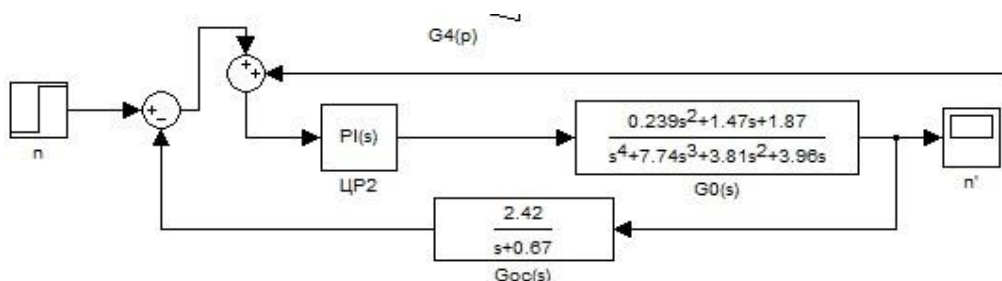 G4(p)
+
+
+
−
n
PI(s)
ЦР2
0.239s²+1.47s+1.87
s⁴+7.74s³+3.81s²+3.96s
G0(s)
n'
2.42
s+0.67
Goc(s)